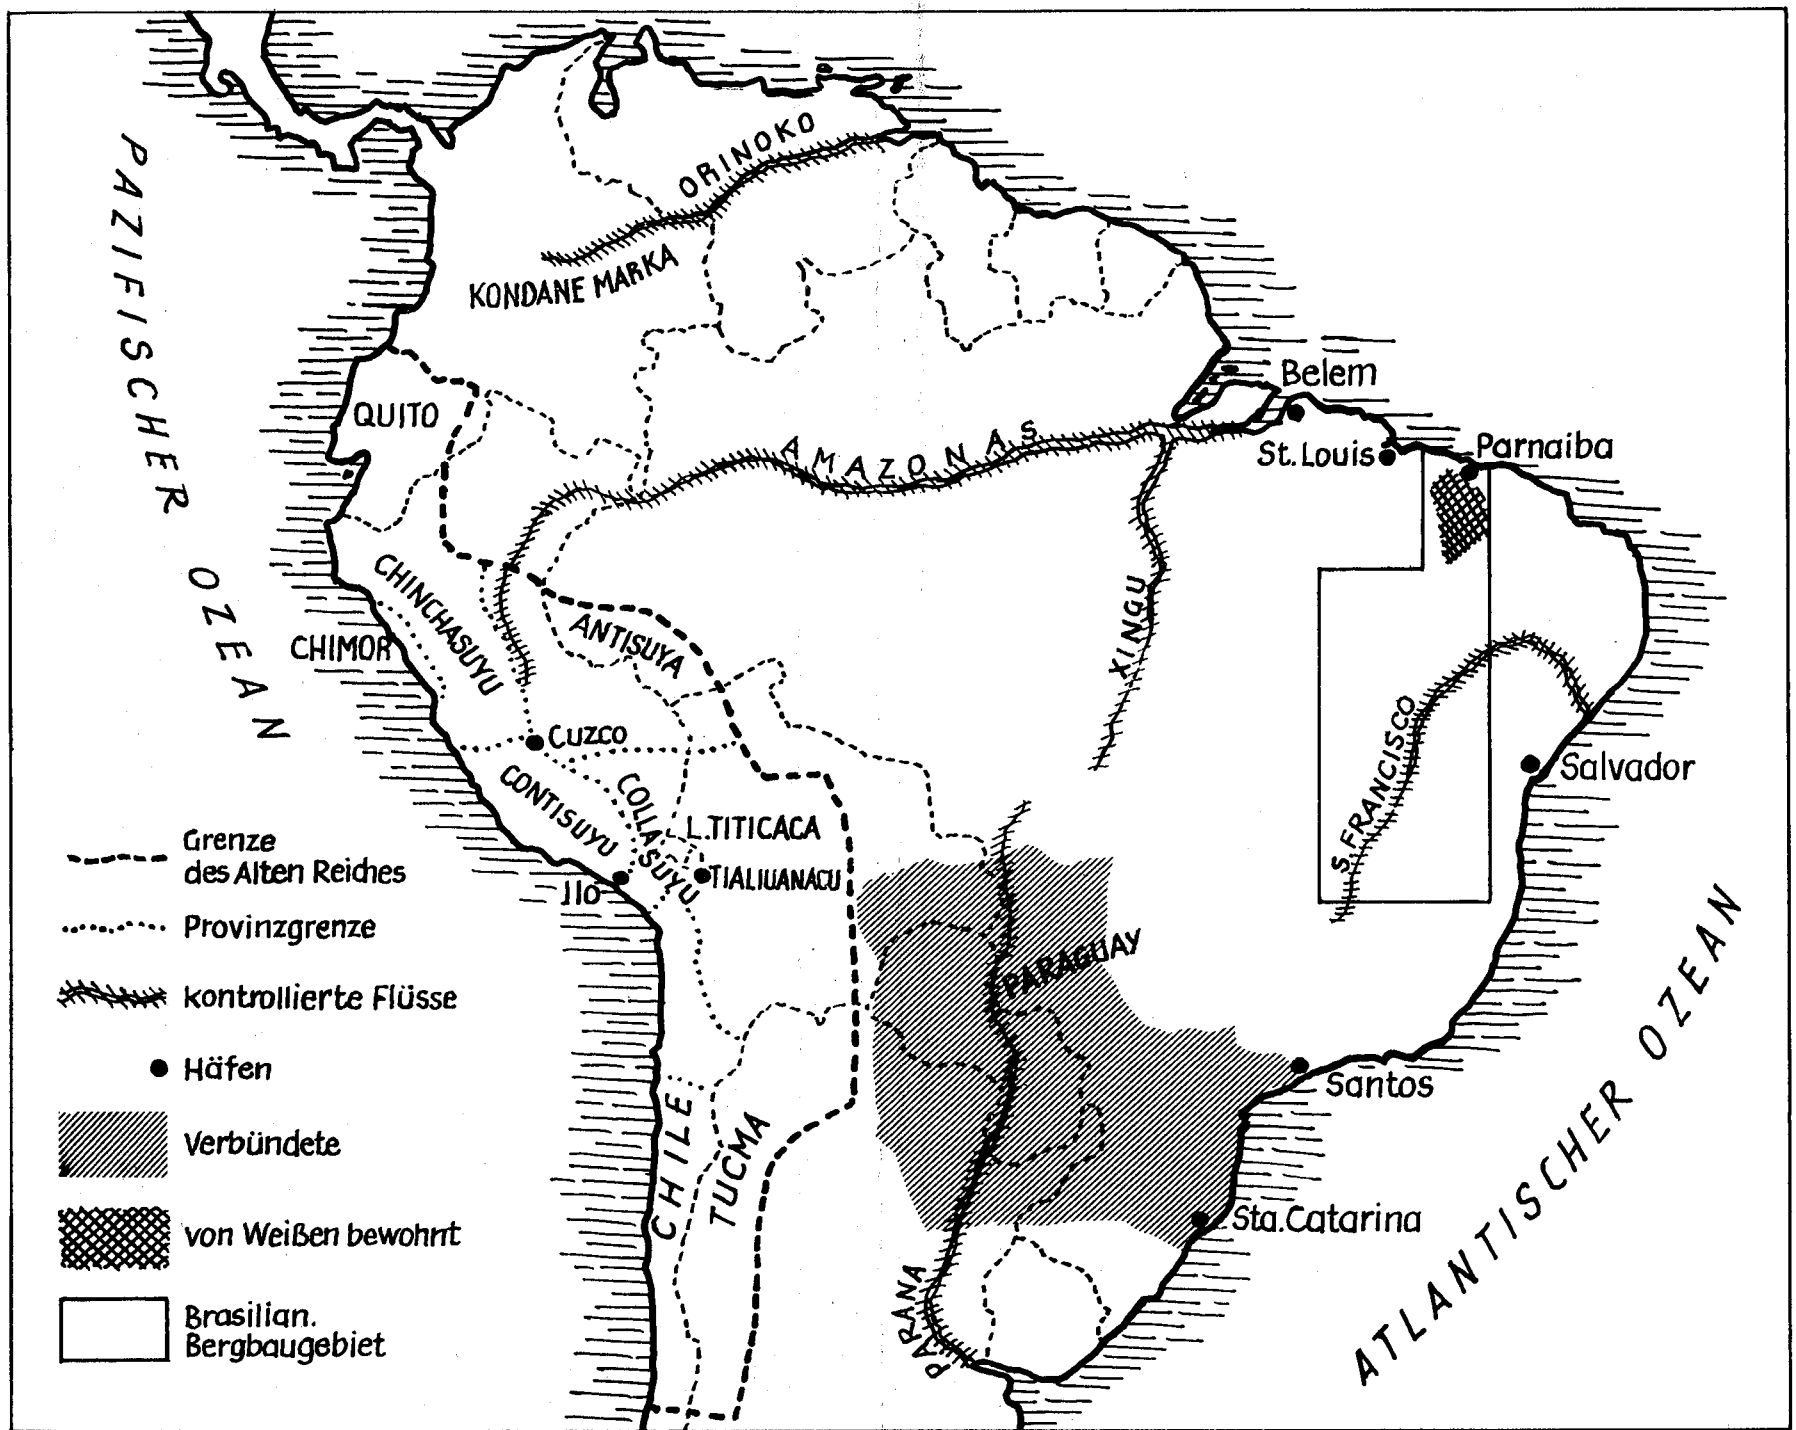 PAZIFISCHER OZEAN
ORINOKO
KONDANE MARKA
QUITO
AMAZONAS
Belem
St. Louis
Parnaiba
XINGU
CHINCHASUYU
CHIMOR
ANTISUYA
Cuzco
CONTISUYU
COLLASUYU
L. TITICACA
TIALIUANACU
Jlo
S. FRANCISCO
Salvador
PARAGUAY
Santos
Sta. Catarina
CHILE
TUCMA
PARANA
ATLANTISCHER OZEAN
Grenze
des Alten Reiches
Provinzgrenze
kontrollierte Flüsse
Häfen
Verbündete
von Weißen bewohnt
Brasilian.
Bergbaugebiet